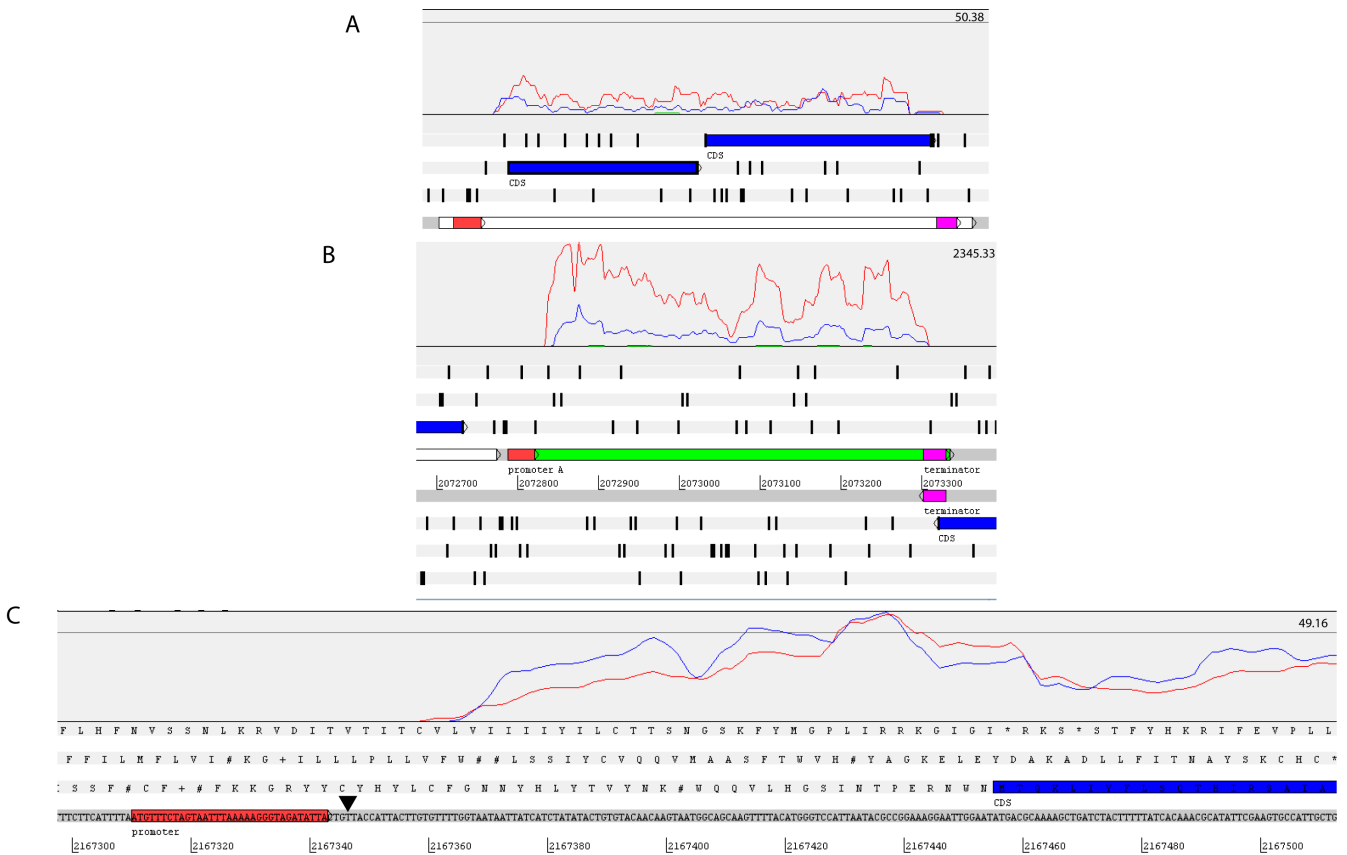 A
50.38
CDS
CDS
B
2345.33
promoter A
terminator
2072700 2072800 2072900 2073000 2073100 2073200 2073300
terminator
CDS
C
49.16
F L H F N V S S N L K R V D I T V T I T C V L V I I I I Y I L C T T S N G S K F Y M G P L I R R K G I G I * R K S * S T F Y H K R I F E V P L L
F F I L M F L V I # K G + I L L L P L L V F W # # L S S I Y C V Q Q V M A A S F T W V H # Y A G K E L E Y D A K A D L L F I T N A Y S K C H C *
S S F # C F + # F K K G R Y Y C Y H Y L C F G N N Y H L Y T V Y N K # W Q Q V L H G S I N T P E R N W N
CDS
TTCTTCATTTTAATGTTTCTAGTAATTTAAAAAGGGTAGATATTACTGTTACCATTACTTGTGTTTTGGTAATAATTATCATCTATATACTGTGTACAACAAGTAATGGCAGCAAGTTTTACATGGGTCCATTAATACGCCGGAAAGGAATTGGAATATGACGCAAAAGCTGATCTACTTTTTATCACAAACGCATATTCGAAGTGCCATTGCTG
promoter
2167300 2167320 2167340 2167360 2167380 2167400 2167420 2167440 2167460 2167480 2167500